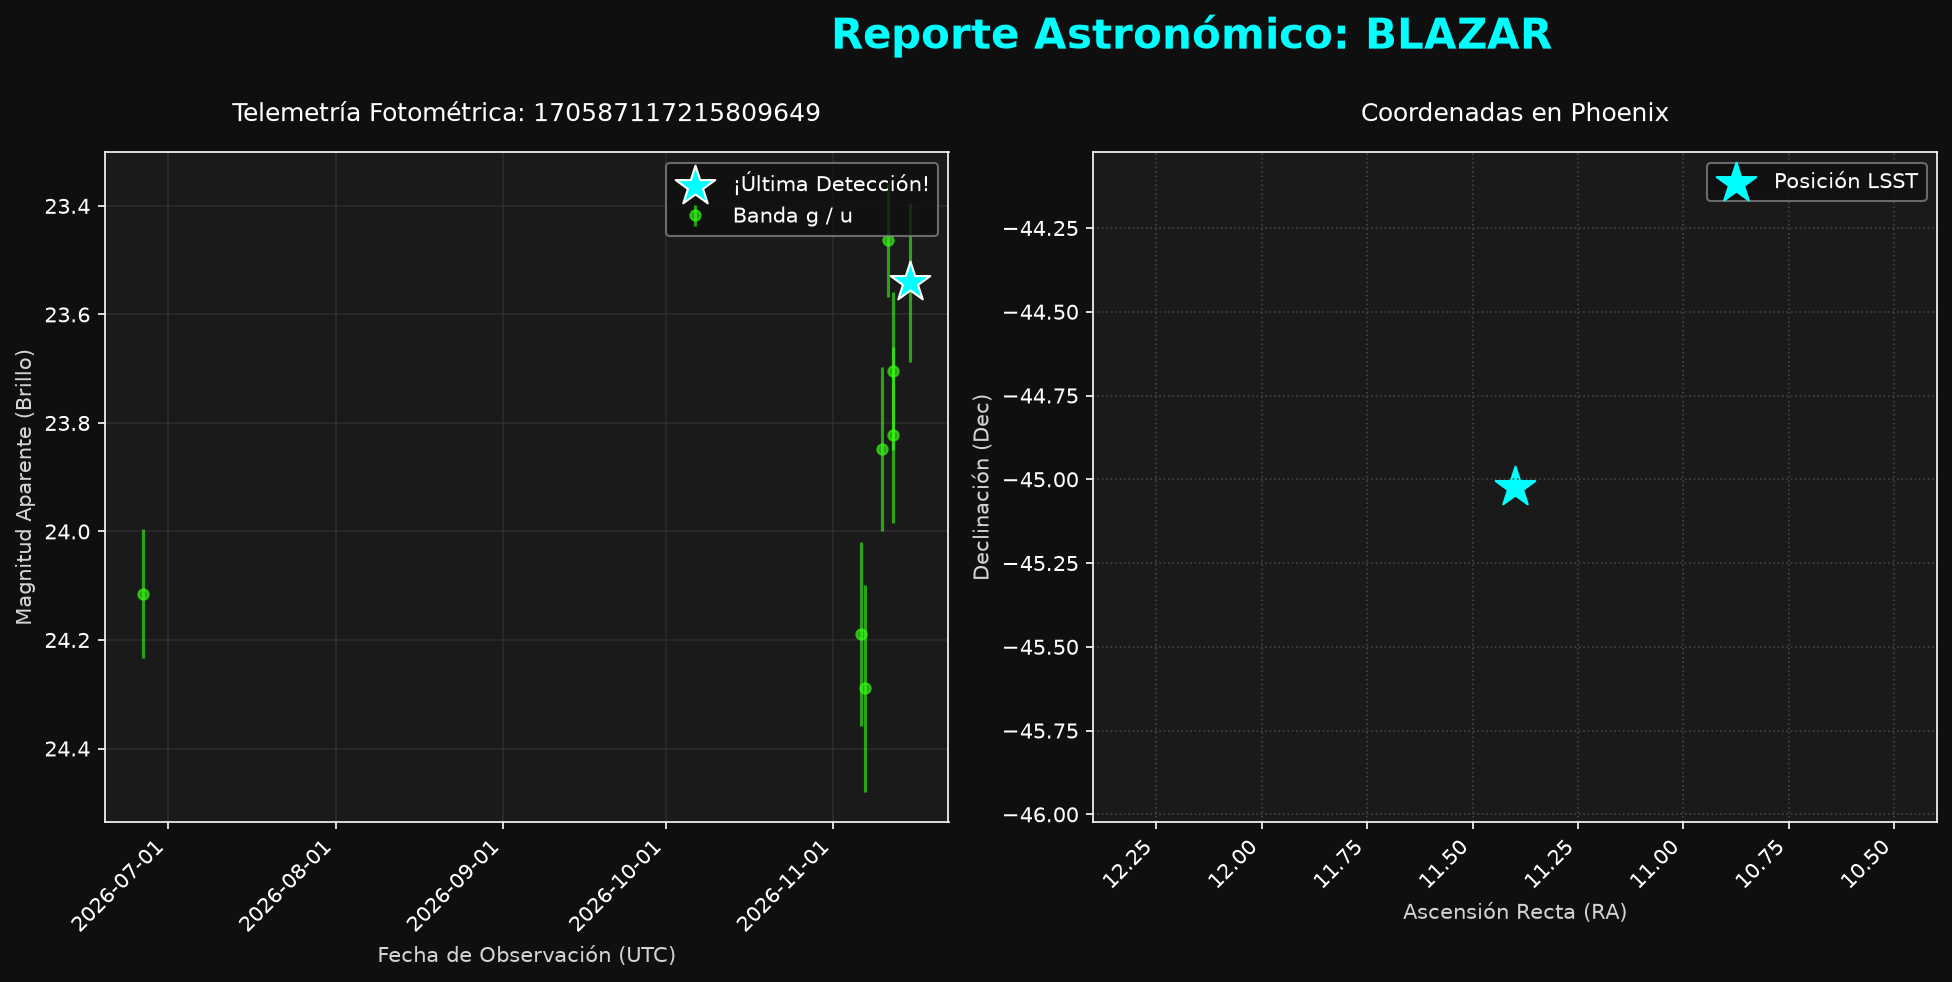 Reporte Astronómico: BLAZAR
Telemetría Fotométrica: 170587117215809649
¡Última Detección!
Banda g / u
Magnitud Aparente (Brillo)
23.4
23.6
23.8
24.0
24.2
24.4
2026-07-01
2026-08-01
2026-09-01
2026-10-01
2026-11-01
Fecha de Observación (UTC)
Coordenadas en Phoenix
Posición LSST
Declinación (Dec)
−44.25
−44.50
−44.75
−45.00
−45.25
−45.50
−45.75
−46.00
12.25
12.00
11.75
11.50
11.25
11.00
10.75
10.50
Ascensión Recta (RA)